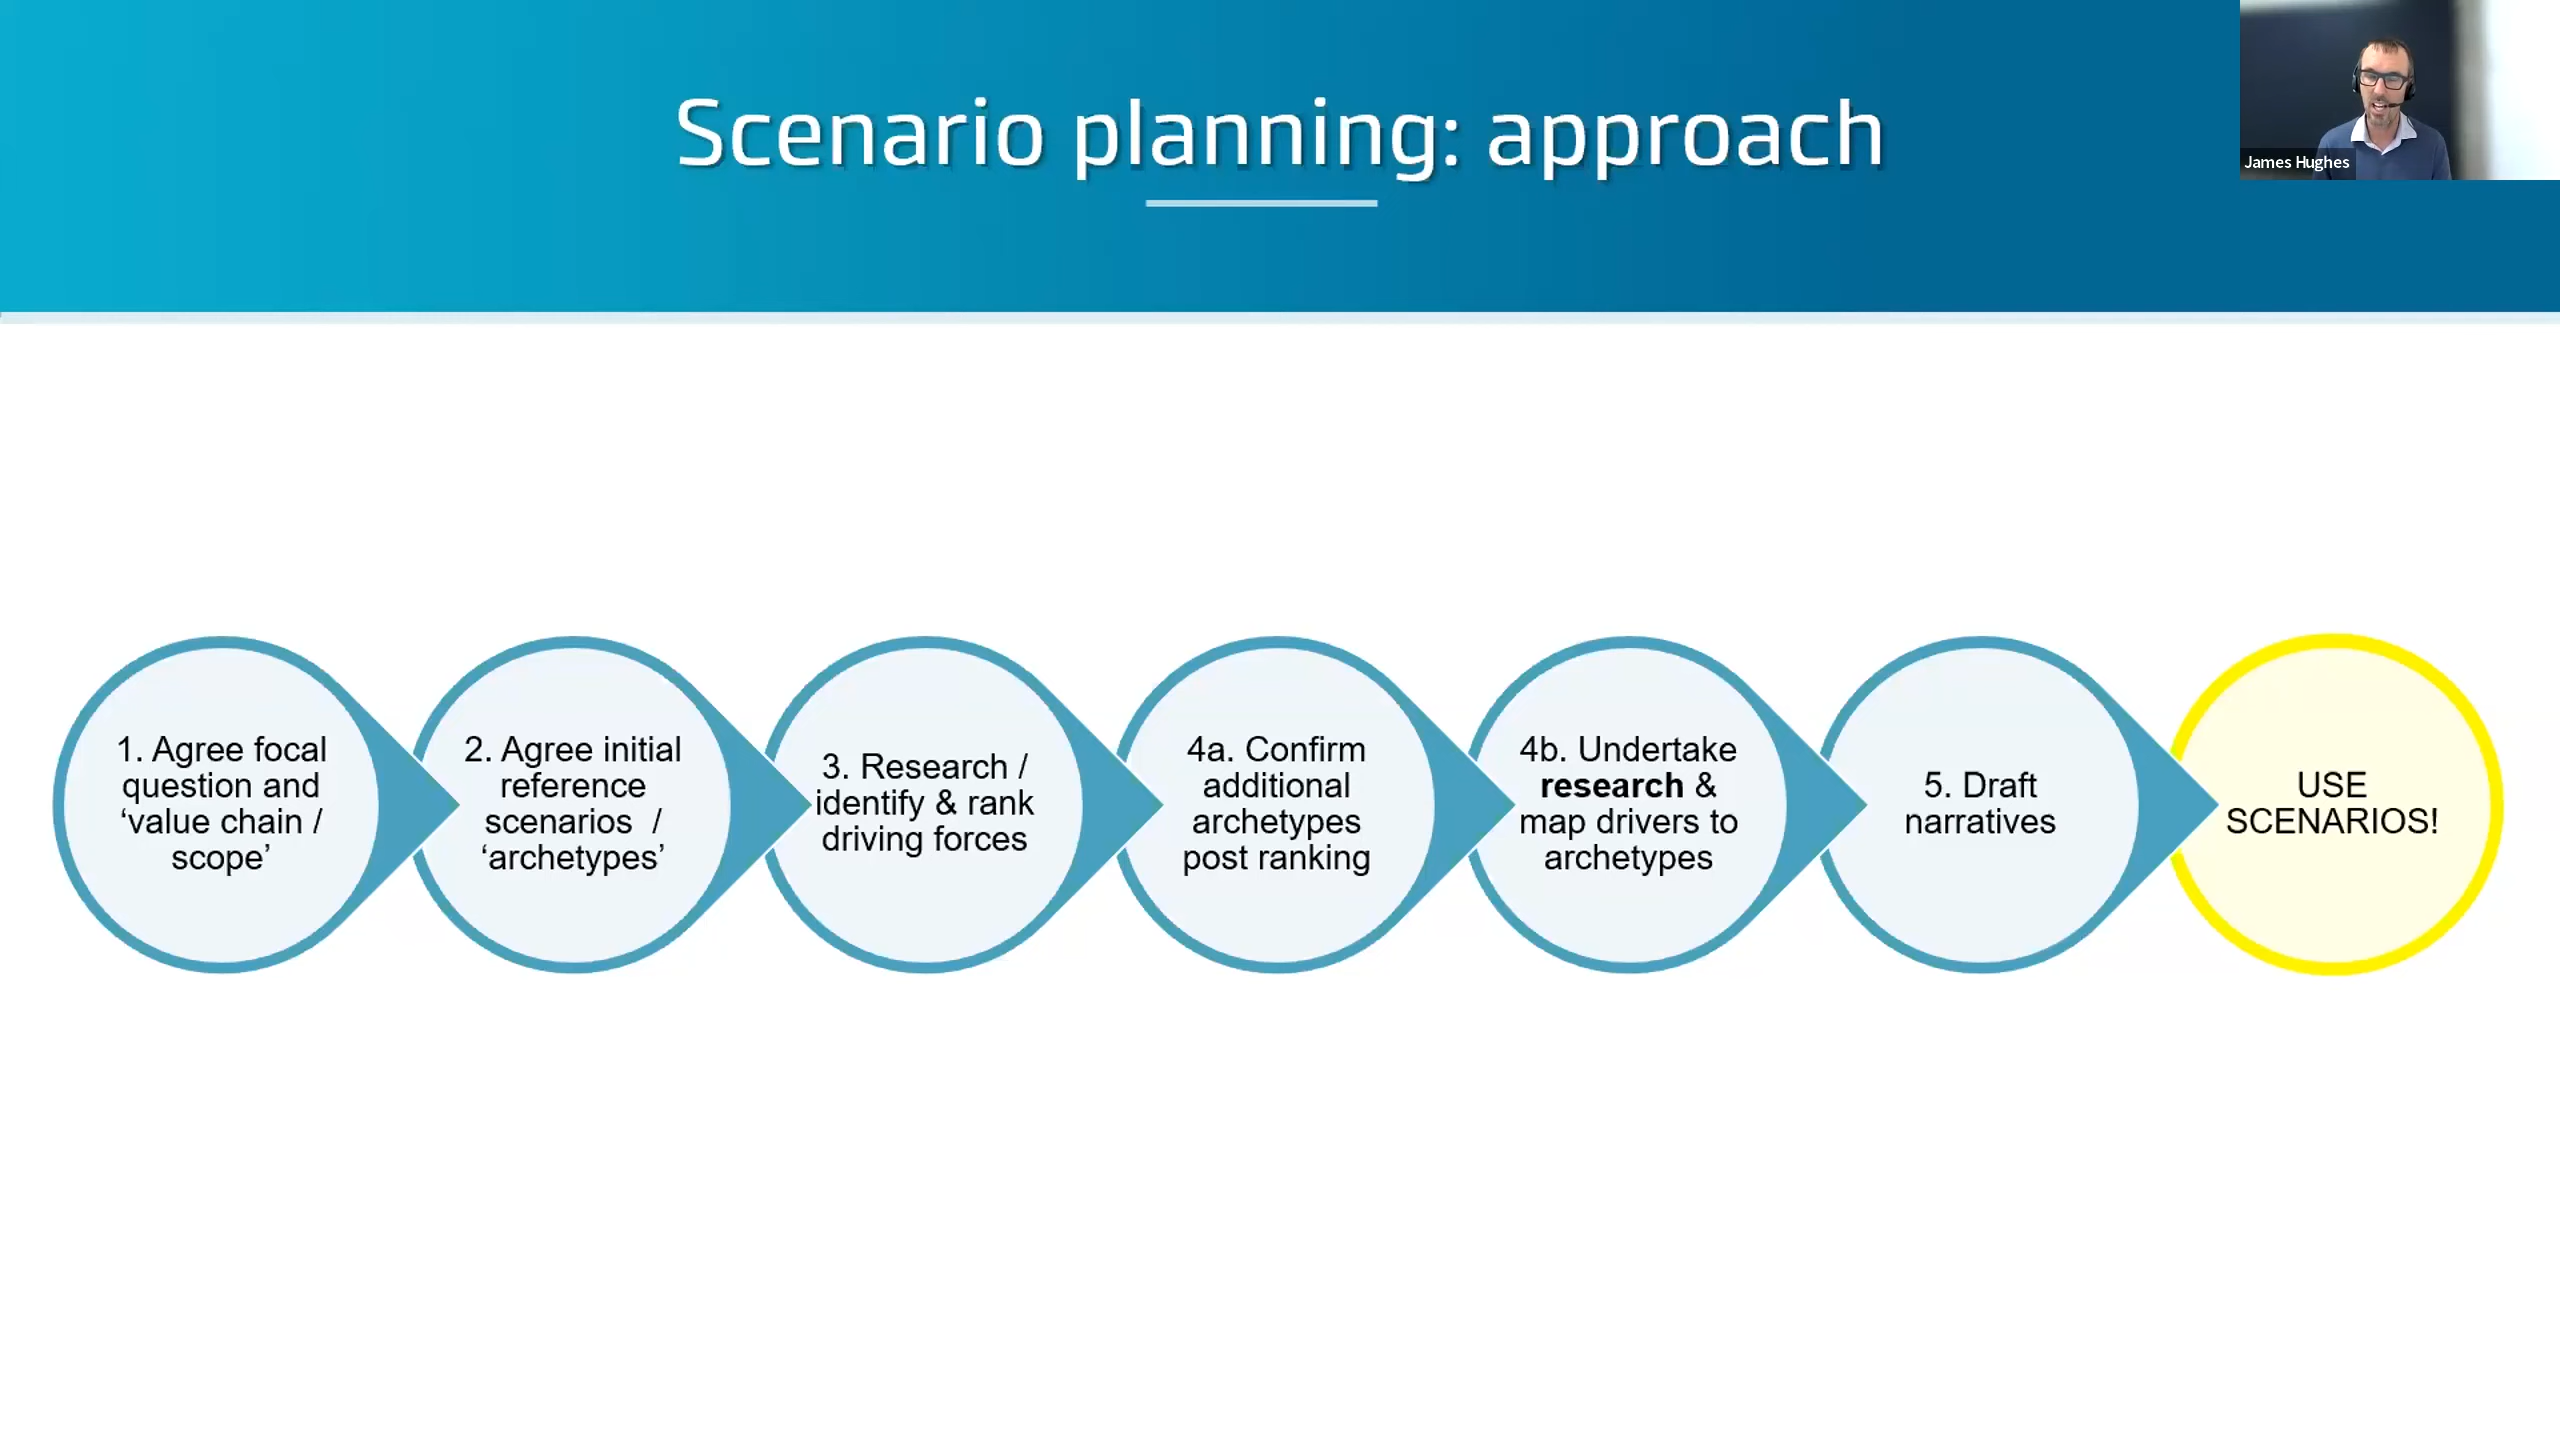 Scenario planning: approach
James Hughes
1. Agree focal
question and
‘value chain /
scope’
2. Agree initial
reference
scenarios  /
‘archetypes’
3. Research /
identify & rank
driving forces
4a. Confirm
additional
archetypes
post ranking
4b. Undertake
research &
map drivers to
archetypes
5. Draft
narratives
USE
SCENARIOS!